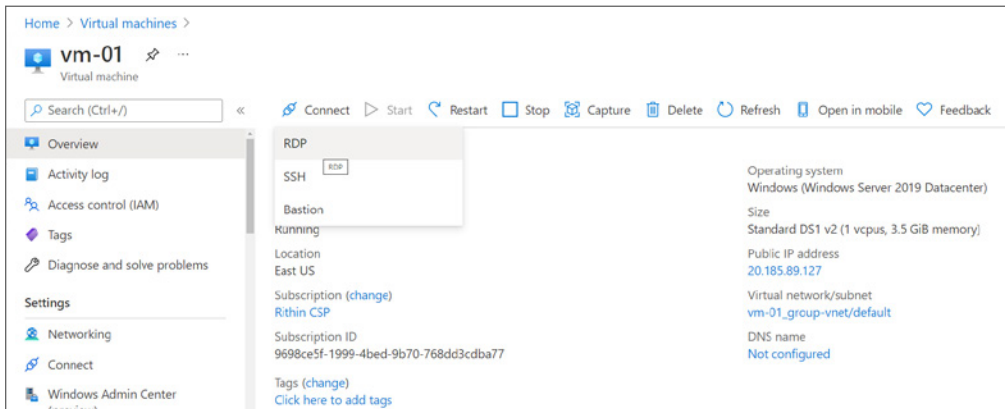 Home > Virtual machines >
vm-01 ...
Virtual machine
Search (Ctrl+/) «
Connect Start Restart Stop Capture Delete Refresh Open in mobile Feedback
Overview
Activity log
Access control (IAM)
Tags
Diagnose and solve problems
Settings
Networking
Connect
Windows Admin Center
RDP
RDP
SSH
Bastion
Running
Location
East US
Subscription (change)
Rithin CSP
Subscription ID
9698ce5f-1999-4bed-9b70-768dd3cdba77
Tags (change)
Click here to add tags
Operating system
Windows (Windows Server 2019 Datacenter)
Size
Standard DS1 v2 (1 vcpus, 3.5 GiB memory)
Public IP address
20.185.89.127
Virtual network/subnet
vm-01_group-vnet/default
DNS name
Not configured